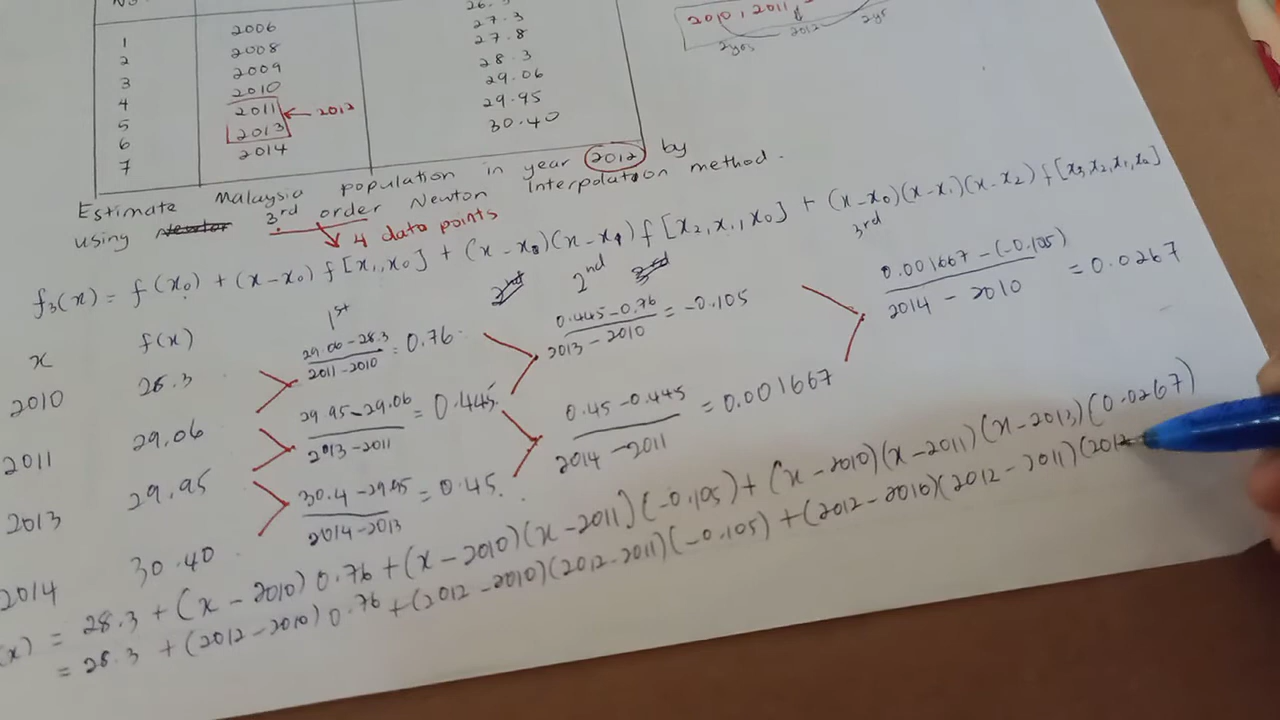 No.
26.9
1 2006 27.3
2 2008 27.8
3 2009 28.3
4 2010 29.06
5 2011 ← 2012 29.95
6 2013 30.40
7 2014
2010, 2011
2yrs 2012 2yrs
Estimate Malaysia population in year 2012 by
using 3rd order Newton Interpolation method.
↳ 4 data points
f₃(x) = f(x₀) + (x-x₀) f[x₁,x₀] + (x-x₀)(x-x₁) f[x₂,x₁,x₀] + (x-x₀)(x-x₁)(x-x₂) f[x₃,x₂,x₁,x₀]
x f(x) 1st 2nd 3rd
2010 28.3 (29.06-28.3)/(2011-2010) = 0.76 (0.445-0.76)/(2013-2010) = -0.105 (0.001667-(-0.105))/(2014-2010) = 0.0267
2011 29.06 (29.95-29.06)/(2013-2011) = 0.445 (0.45-0.445)/(2014-2011) = 0.001667
2013 29.95 (30.4-29.95)/(2014-2013) = 0.45
2014 30.40
(x) = 28.3 + (x-2010) 0.76 + (x-2010)(x-2011)(-0.105) + (x-2010)(x-2011)(x-2013)(0.0267)
= 28.3 + (2012-2010) 0.76 + (2012-2010)(2012-2011)(-0.105) + (2012-2010)(2012-2011)(2012-